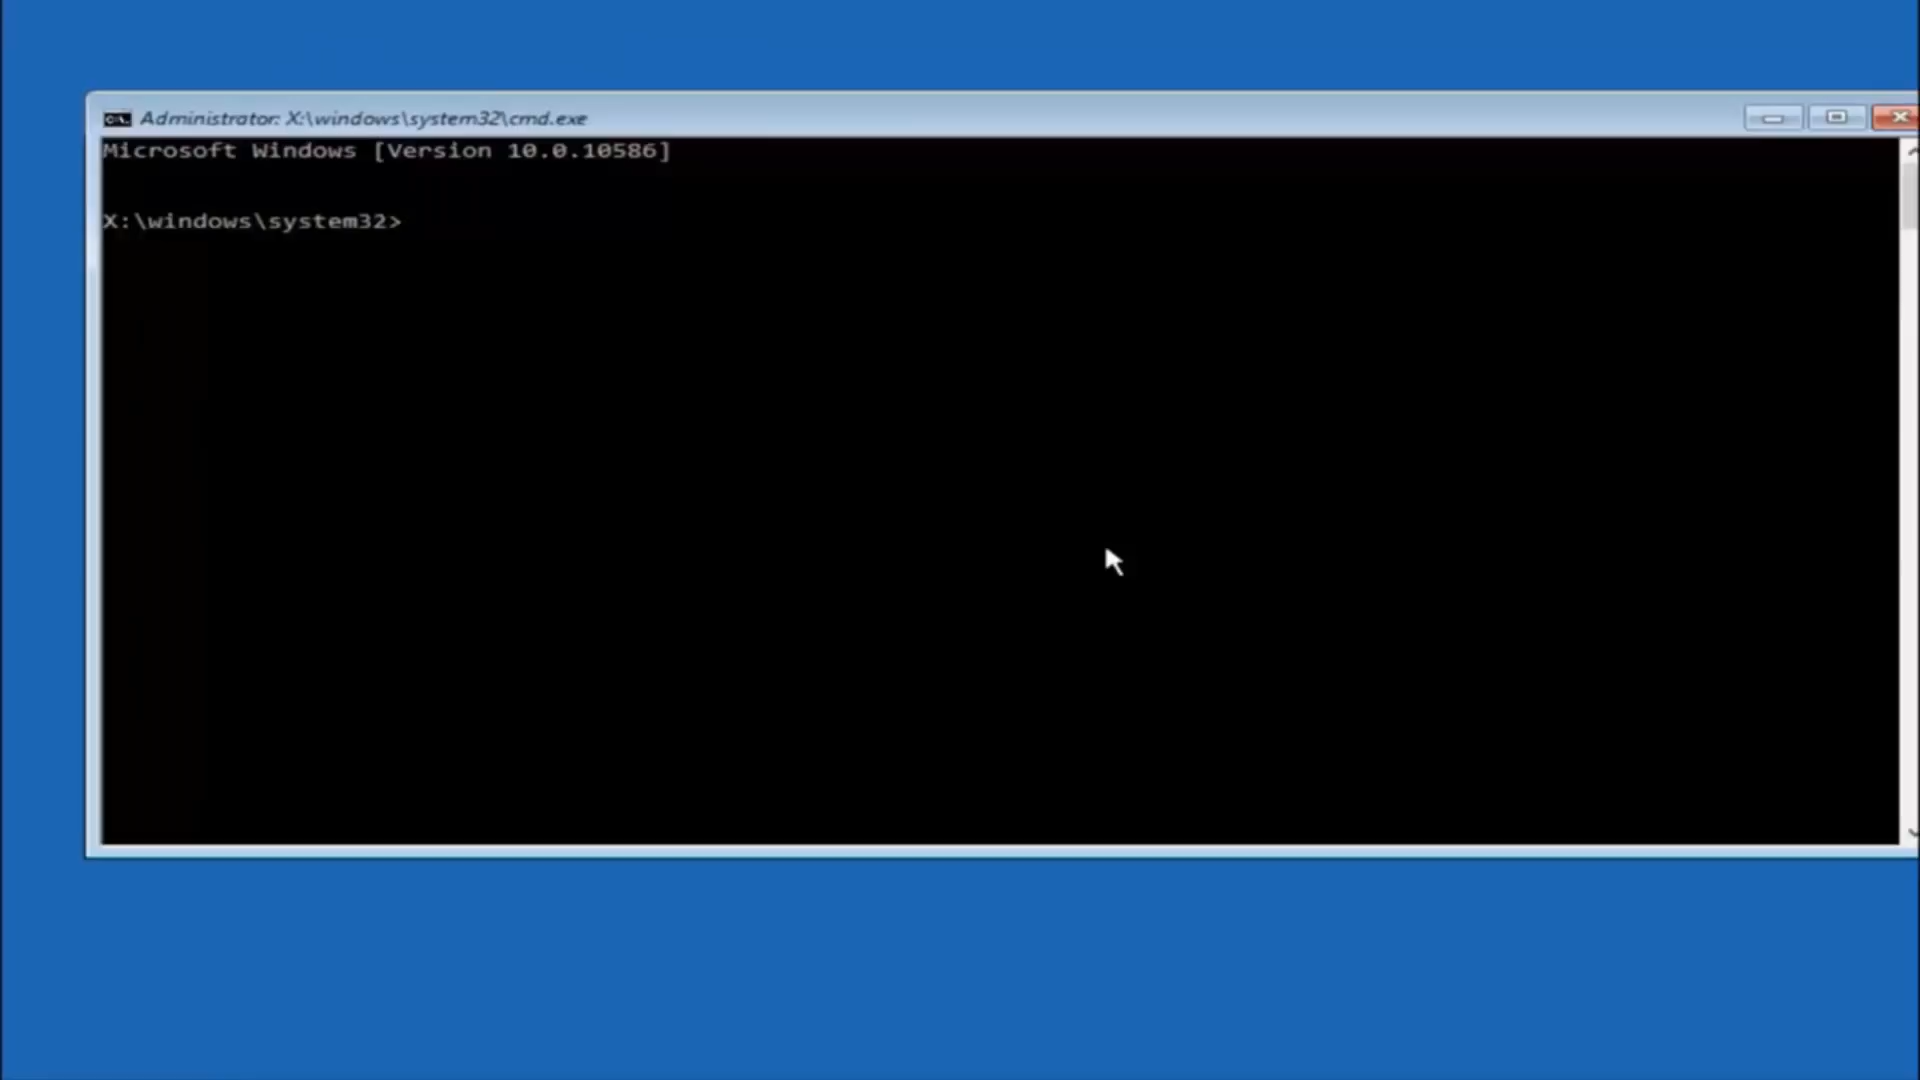 Administrator: X:\windows\system32\cmd.exe
Microsoft Windows [Version 10.0.10586]
X:\windows\system32>